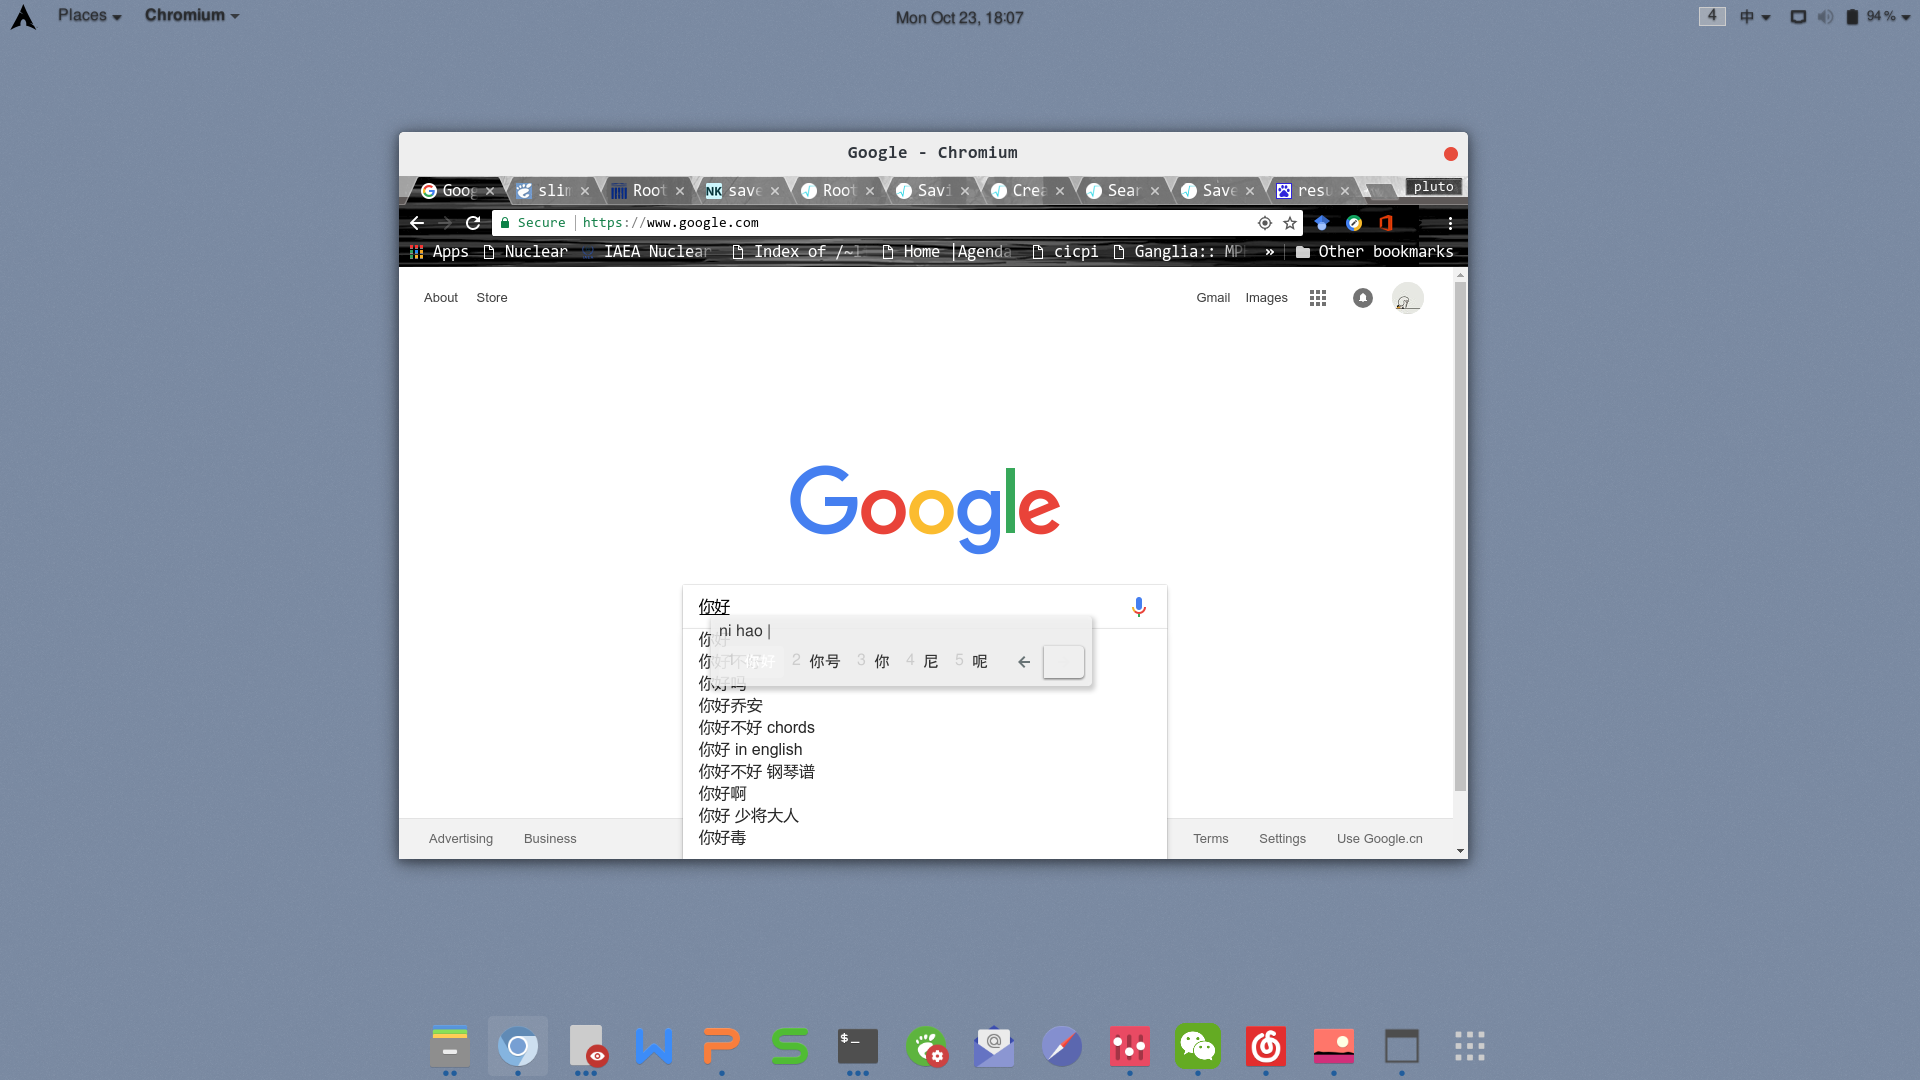 Places Chromium Mon Oct 23, 18:07 4 中 94 %
Google - Chromium
Goog slim Root save Root Savi Crea Sear Save resu pluto
Secure https://www.google.com
Apps Nuclear IAEA Nuclear Index of /~l Home |Agenda cicpi Ganglia:: MP » Other bookmarks
About Store Gmail Images
Google
你好
ni hao |
1 你好 2 你号 3 你 4 尼 5 呢
你好
你好不好
你好吗
你好乔安
你好不好 chords
你好 in english
你好不好 钢琴谱
你好啊
你好 少将大人
你好毒
Advertising Business Terms Settings Use Google.cn